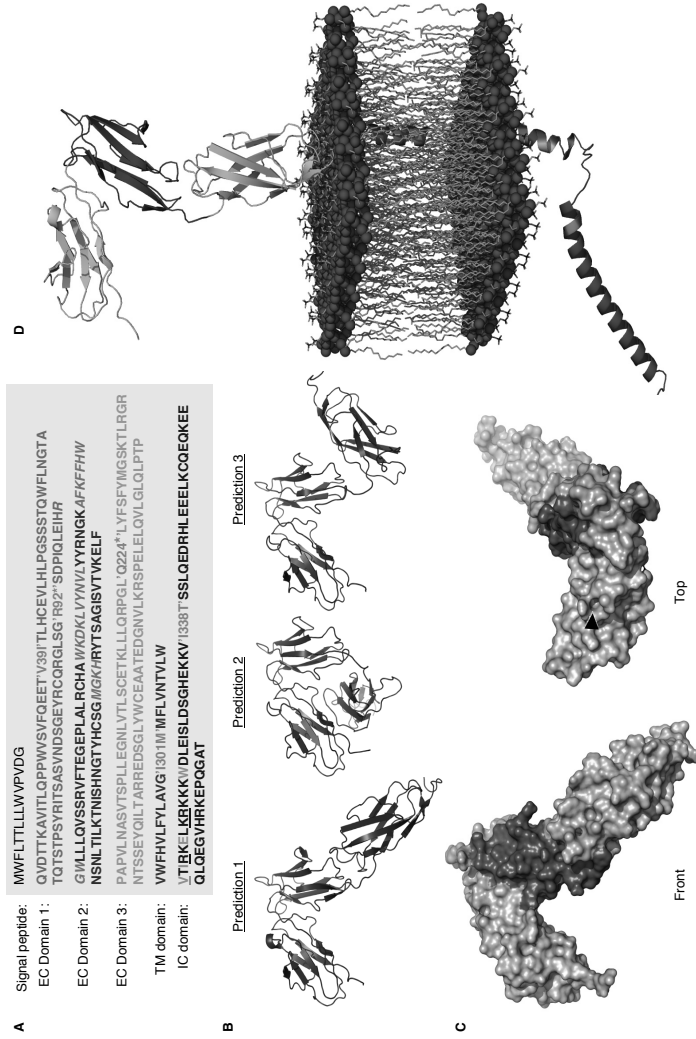 A
Signal peptide: MWFLTTLLLWVPVDG
EC Domain 1: QVDTTKAVITLQPPWVSVFQEET'V39I'TLHCEVLHLPGSSSTQWFLNGTA
TQTSTPSYRITSASVNDSGEYRCQRGLSG'R92*'SDPIQLEIHR
EC Domain 2: GWLLLQVSSRVFTEGEPLALRCHAWKDKLVYNVLYYRNGKAFKFFHW
NSNLTILKTNISHNGTYHCSGMGKHRYTSAGISVTVKELF
EC Domain 3: PAPVLNASVTSPLLEGNLVTLSCETKLLLQRPGL'Q224*'LYFSFYMGSKTLRGR
NTSSEYQILTARREDSGLYWCEAATEDGNVLKRSPELELQVLGLQLPTP
TM domain: VWFHVLFYLAVG'I301M'MFLVNTVLW
IC domain: VTIRKELKRKKKWDLEISLDSGHEKKV'I338T'SSLQEDRHLEEELKCQEQKEE
QLQEGVHRKEPQGAT
B
Prediction 1 Prediction 2 Prediction 3
C
Front Top
D